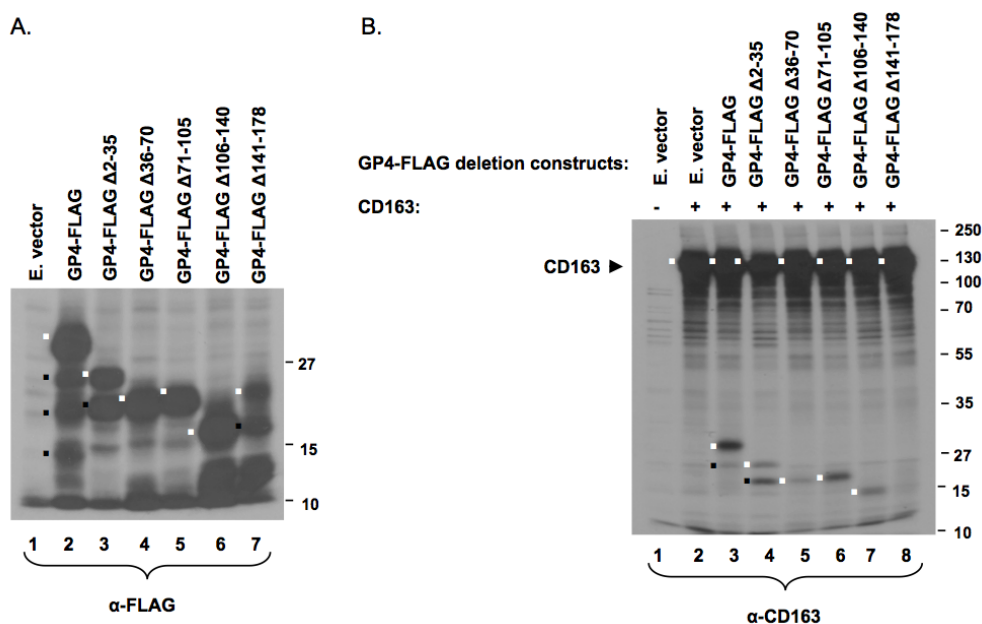 A.
E. vector
GP4-FLAG
GP4-FLAG Δ2-35
GP4-FLAG Δ36-70
GP4-FLAG Δ71-105
GP4-FLAG Δ106-140
GP4-FLAG Δ141-178
27
15
10
1 2 3 4 5 6 7
α-FLAG
B.
E. vector
E. vector
GP4-FLAG
GP4-FLAG Δ2-35
GP4-FLAG Δ36-70
GP4-FLAG Δ71-105
GP4-FLAG Δ106-140
GP4-FLAG Δ141-178
GP4-FLAG deletion constructs:
CD163: - + + + + + + +
CD163 ►
250
130
100
70
55
35
27
15
10
1 2 3 4 5 6 7 8
α-CD163